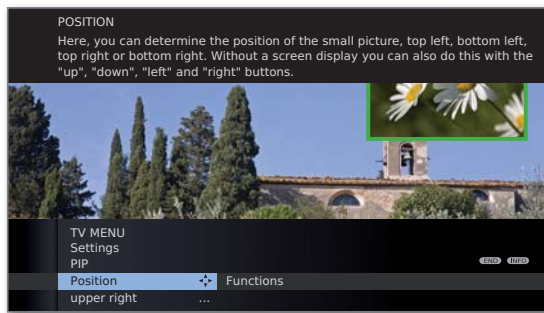 POSITION
Here, you can determine the position of the small picture, top left, bottom left,
top right or bottom right. Without a screen display you can also do this with the
"up", "down", "left" and "right" buttons.
TV MENU
Settings
PIP
END INFO
Position Functions
upper right ...